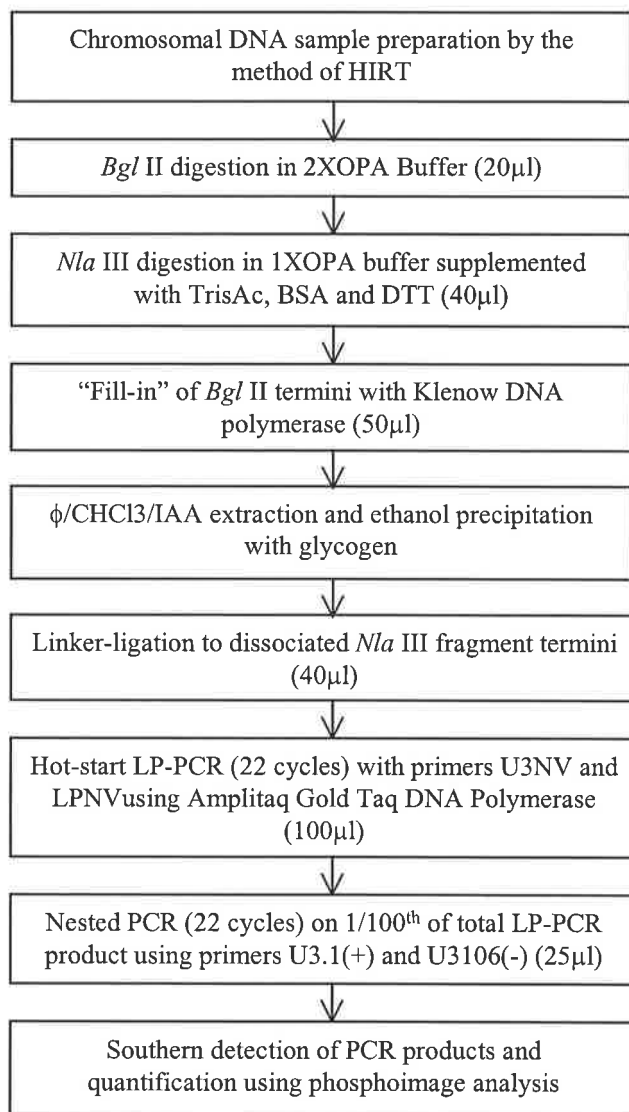 Chromosomal DNA sample preparation by the
method of HIRT
Bgl II digestion in 2XOPA Buffer (20μl)
Nla III digestion in 1XOPA buffer supplemented
with TrisAc, BSA and DTT (40μl)
“Fill-in” of Bgl II termini with Klenow DNA
polymerase (50μl)
ϕ/CHCl3/IAA extraction and ethanol precipitation
with glycogen
Linker-ligation to dissociated Nla III fragment termini
(40μl)
Hot-start LP-PCR (22 cycles) with primers U3NV and
LPNVusing Amplitaq Gold Taq DNA Polymerase
(100μl)
Nested PCR (22 cycles) on 1/100th of total LP-PCR
product using primers U3.1(+) and U3106(-) (25μl)
Southern detection of PCR products and
quantification using phosphoimage analysis